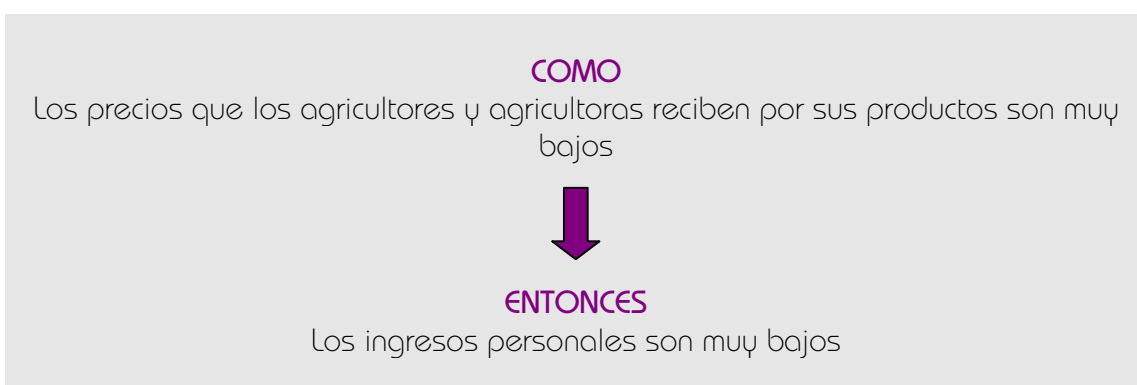 COMO
Los precios que los agricultores y agricultoras reciben por sus productos son muy
bajos
ENTONCES
Los ingresos personales son muy bajos